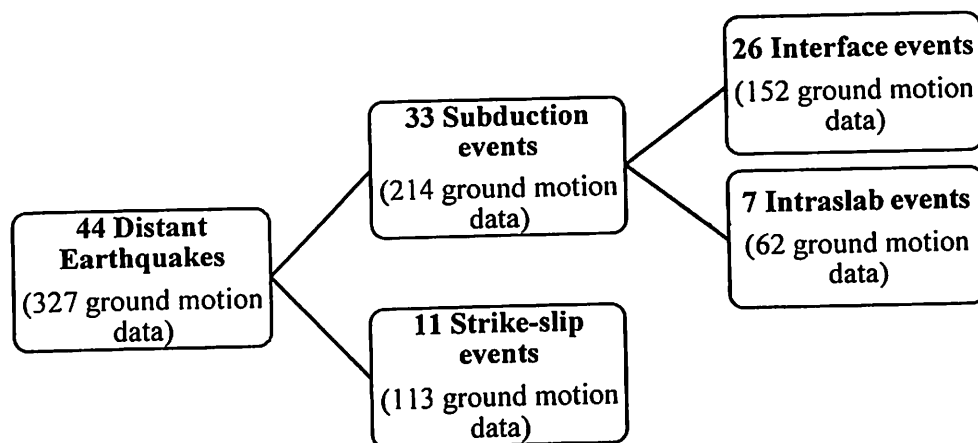 44 Distant
Earthquakes
(327 ground motion
data)
33 Subduction
events
(214 ground motion
data)
11 Strike-slip
events
(113 ground motion
data)
26 Interface events
(152 ground motion
data)
7 Intraslab events
(62 ground motion
data)